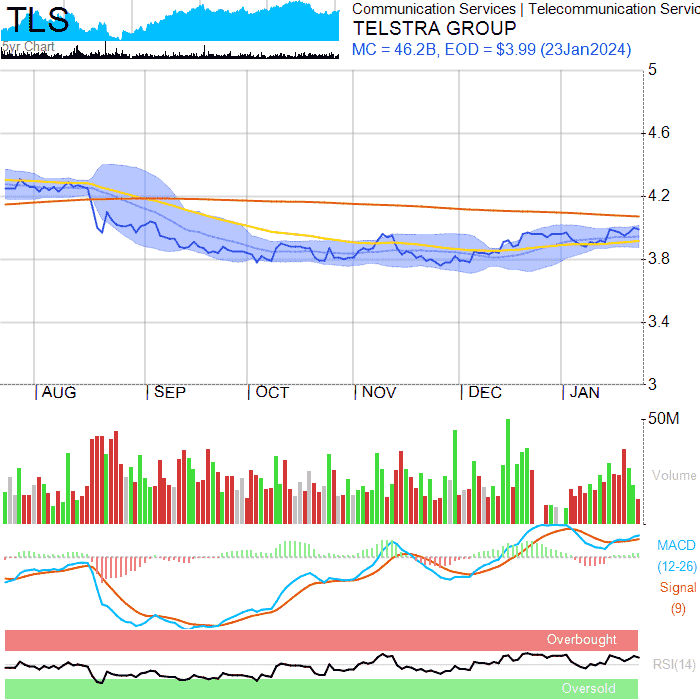 TLS
5yr Chart
Communication Services | Telecommunication Servic
TELSTRA GROUP
MC = 46.2B, EOD = $3.99 (23Jan2024)
5
4.6
4.2
3.8
3.4
3
| AUG | SEP | OCT | NOV | DEC | JAN
50M
Volume
MACD
(12-26)
Signal
(9)
Overbought
RSI(14)
Oversold